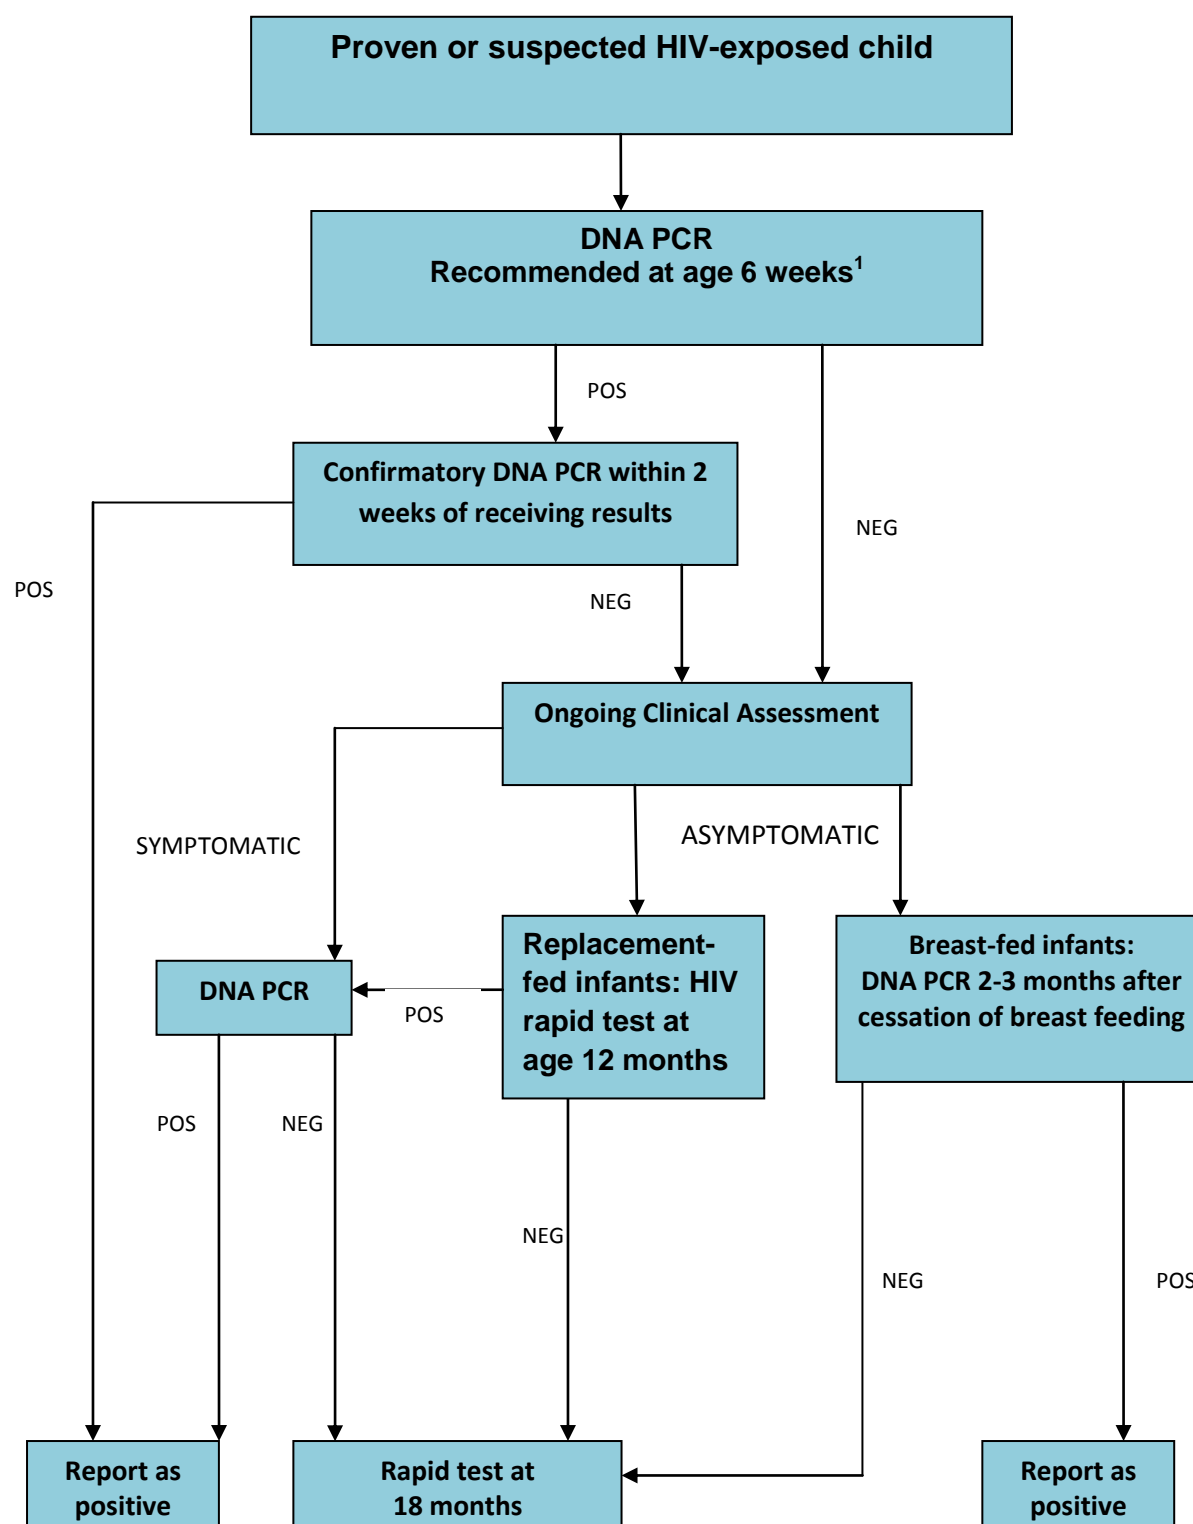 Proven or suspected HIV-exposed child
DNA PCR
Recommended at age 6 weeks¹
POS
Confirmatory DNA PCR within 2
weeks of receiving results
NEG
POS
NEG
Ongoing Clinical Assessment
SYMPTOMATIC
ASYMPTOMATIC
Replacement-
fed infants: HIV
rapid test at
age 12 months
Breast-fed infants:
DNA PCR 2-3 months after
cessation of breast feeding
DNA PCR
POS
POS
NEG
NEG
NEG
POS
Report as
positive
Rapid test at
18 months
Report as
positive